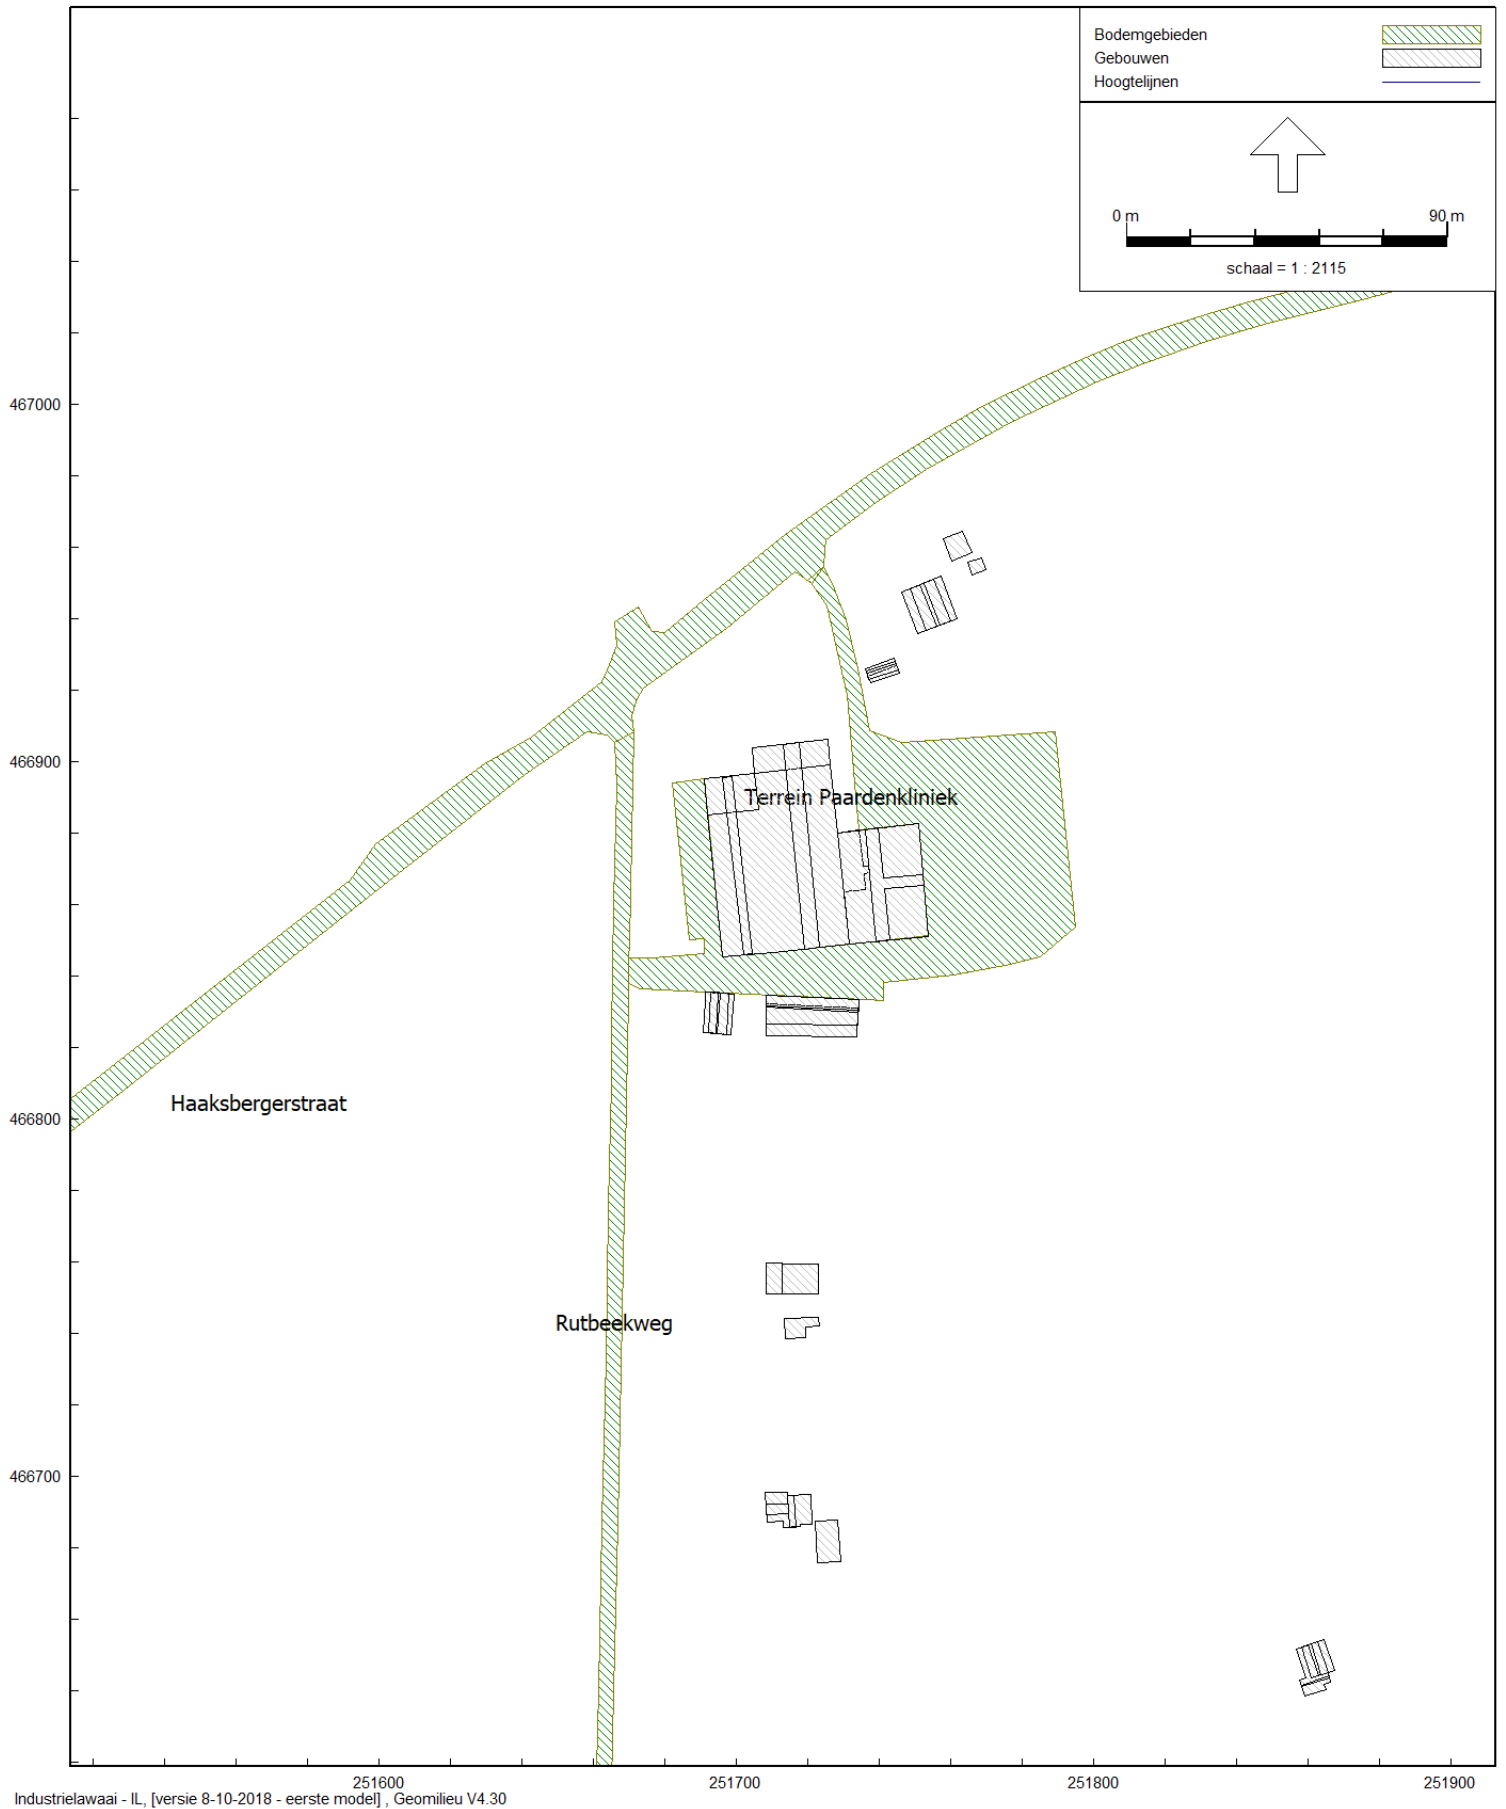 Bodemgebieden
Gebouwen
Hoogtelijnen
0 m 90 m
schaal = 1 : 2115
467000
466900
Terrein Paardenkliniek
Haaksbergerstraat
466800
Rutbeekweg
466700
251600 251700 251800 251900
Industrielawaai - IL, [versie 8-10-2018 - eerste model] , Geomilieu V4.30